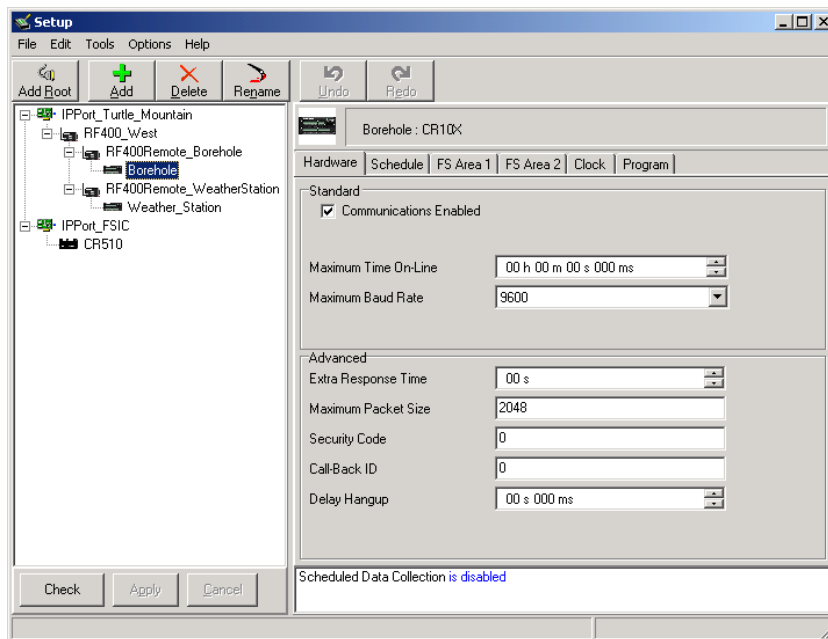 Setup
File Edit Tools Options Help
Add Root Add Delete Rename Undo Redo
IPPort_Turtle_Mountain
RF400_West
RF400Remote_Borehole
Borehole
RF400Remote_WeatherStation
Weather_Station
IPPort_FSIC
CR510
Borehole : CR10X
Hardware Schedule FS Area 1 FS Area 2 Clock Program
Standard
Communications Enabled
Maximum Time On-Line 00 h 00 m 00 s 000 ms
Maximum Baud Rate 9600
Advanced
Extra Response Time 00 s
Maximum Packet Size 2048
Security Code 0
Call-Back ID 0
Delay Hangup 00 s 000 ms
Check Apply Cancel
Scheduled Data Collection is disabled